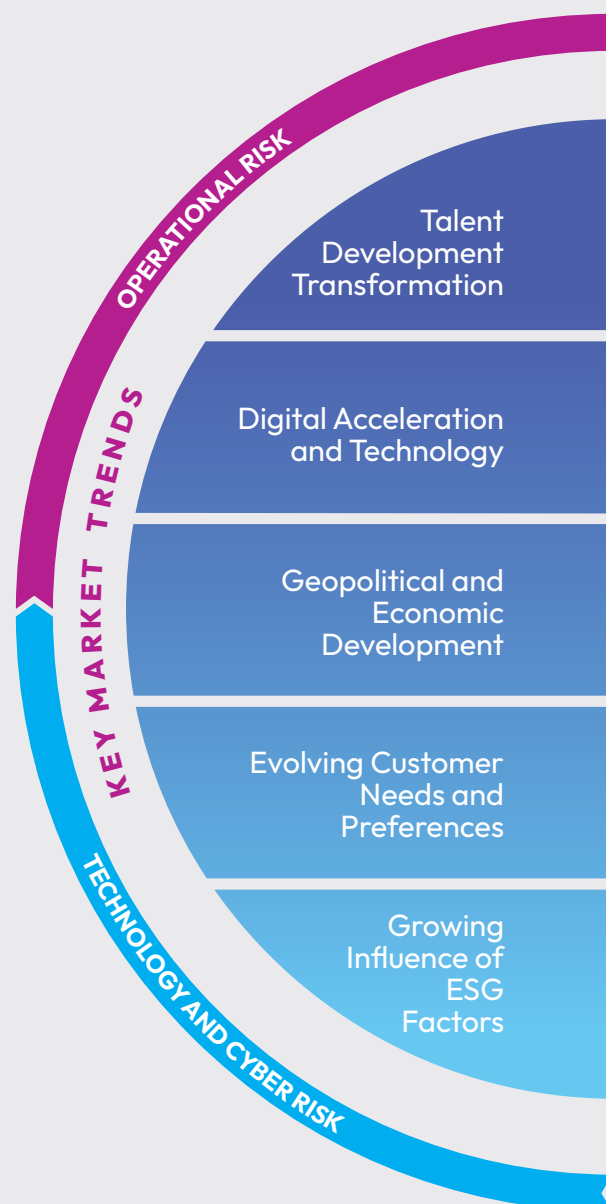 OPERATIONAL RISK
KEY MARKET TRENDS
TECHNOLOGY AND CYBER RISK
Talent
Development
Transformation
Digital Acceleration
and Technology
Geopolitical and
Economic
Development
Evolving Customer
Needs and
Preferences
Growing
Influence of
ESG
Factors